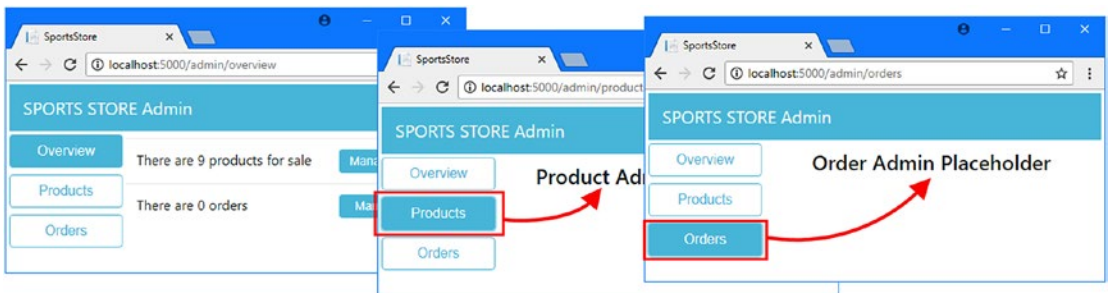 SportsStore
localhost:5000/admin/overview
SPORTS STORE Admin
Overview
There are 9 products for sale
Products
There are 0 orders
Orders
SportsStore
localhost:5000/admin/product
SPORTS STORE Admin
Overview
Product
Products
Orders
SportsStore
localhost:5000/admin/orders
SPORTS STORE Admin
Overview
Order Admin Placeholder
Products
Orders